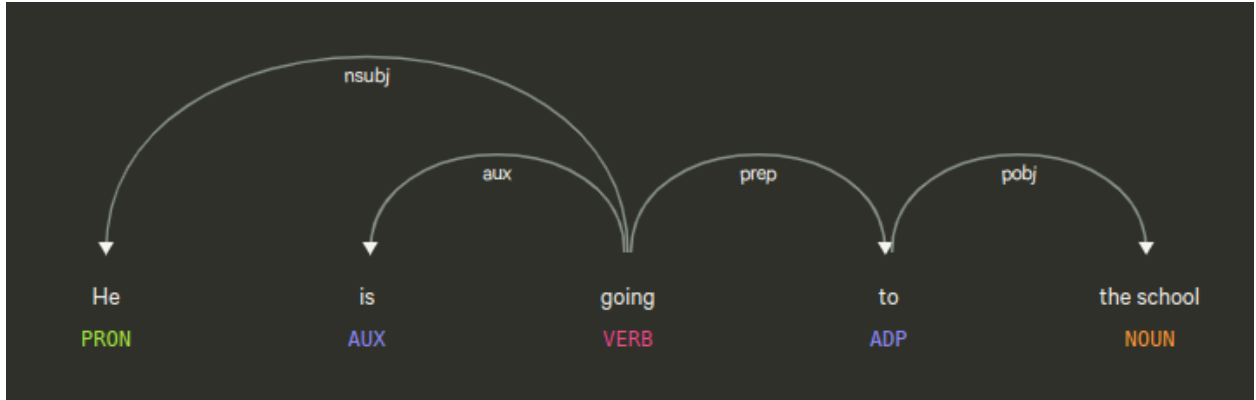 nsubj
aux prep pobj
He is going to the school
PRON AUX VERB ADP NOUN